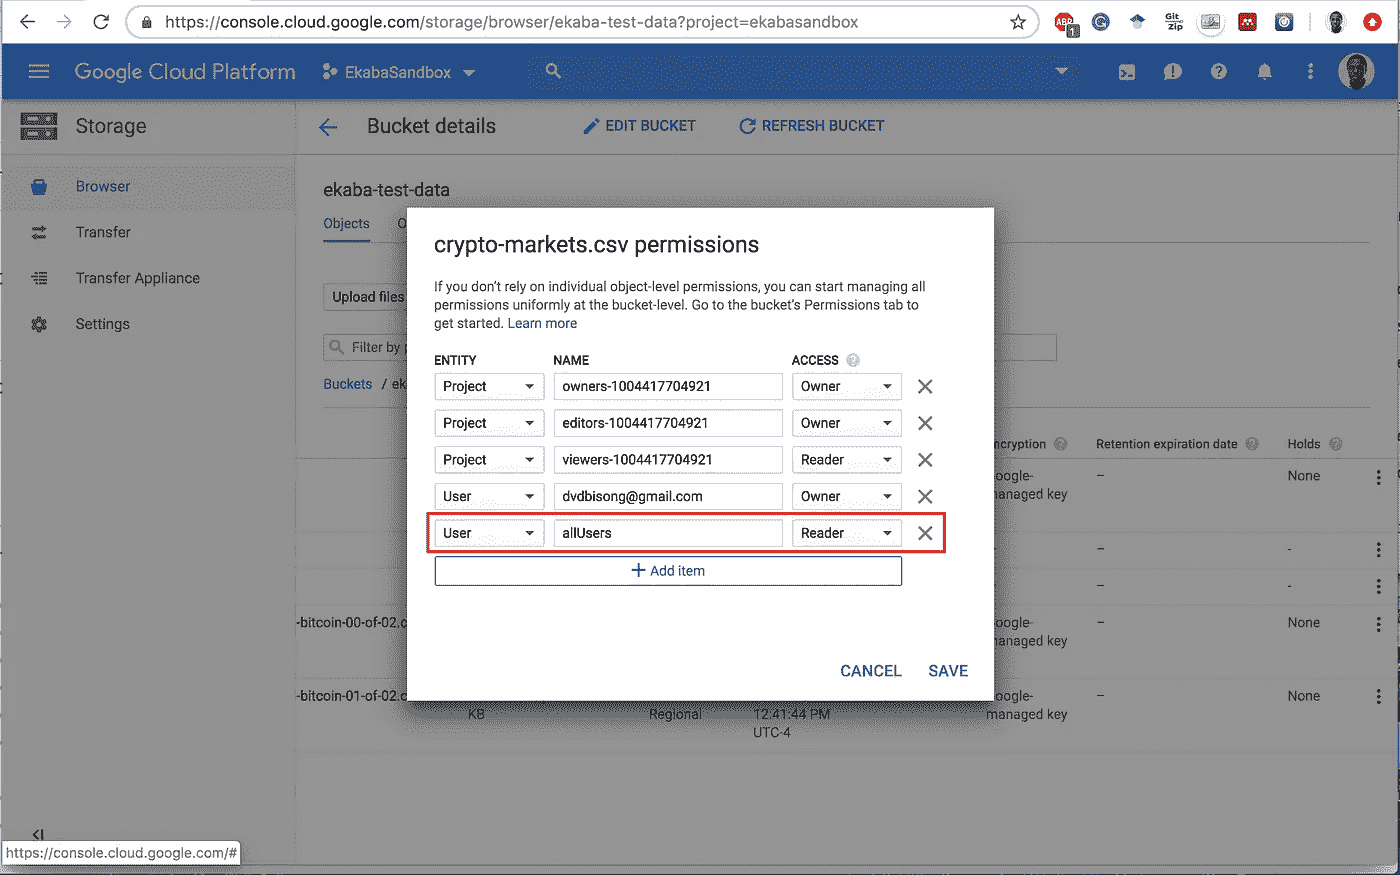 https://console.cloud.google.com/storage/browser/ekaba-test-data?project=ekabasandbox
ABP
1
G
Git
Zip
Google Cloud Platform
EkabaSandbox
Storage
Bucket details
EDIT BUCKET
REFRESH BUCKET
Browser
Transfer
Transfer Appliance
Settings
ekaba-test-data
Objects
O
Upload files
Filter by p
Buckets / ek
crypto-markets.csv permissions
If you don't rely on individual object-level permissions, you can start managing all
permissions uniformly at the bucket-level. Go to the bucket's Permissions tab to
get started. Learn more
ENTITY NAME ACCESS
Project owners-1004417704921 Owner
Project editors-1004417704921 Owner
Project viewers-1004417704921 Reader
User dvdbisong@gmail.com Owner
User allUsers Reader
+ Add item
CANCEL SAVE
ncryption Retention expiration date Holds
oogle- – None
managed key
– -
– -
-bitcoin-00-of-02.c oogle- – None
managed key
-bitcoin-01-of-02.c oogle- – None
KB Regional 12:41:44 PM managed key
UTC-4
https://console.cloud.google.com/#